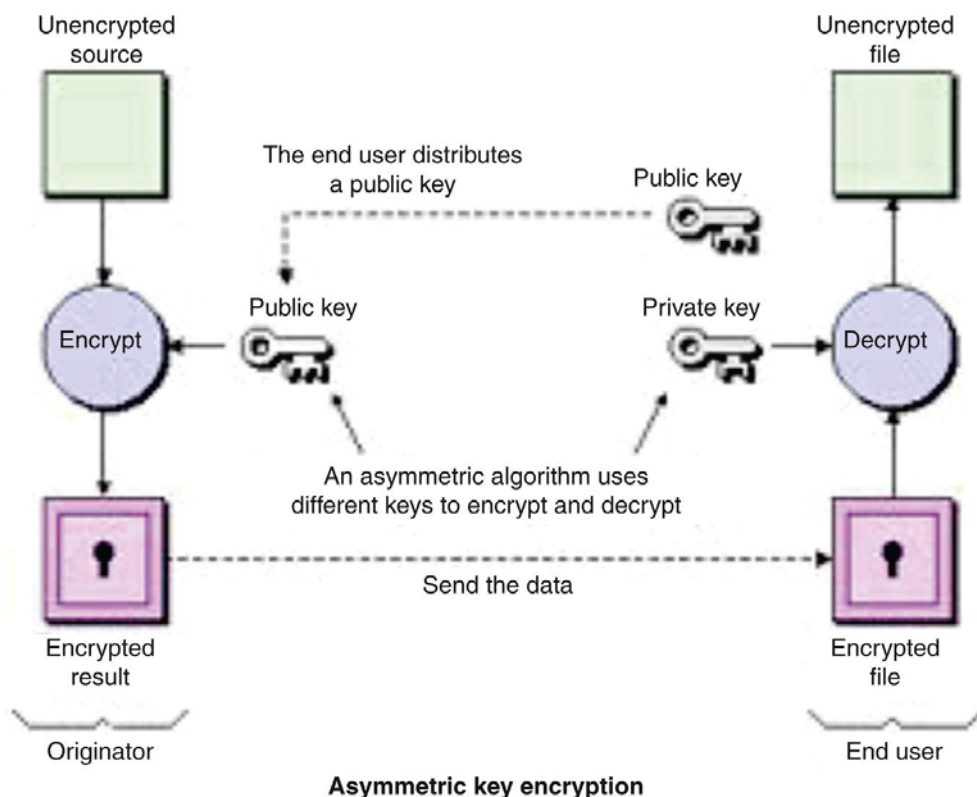 Unencrypted
source
Unencrypted
file
The end user distributes
a public key
Public key
Public key
Private key
Encrypt
Decrypt
An asymmetric algorithm uses
different keys to encrypt and decrypt
Send the data
Encrypted
result
Encrypted
file
Originator
End user
Asymmetric key encryption